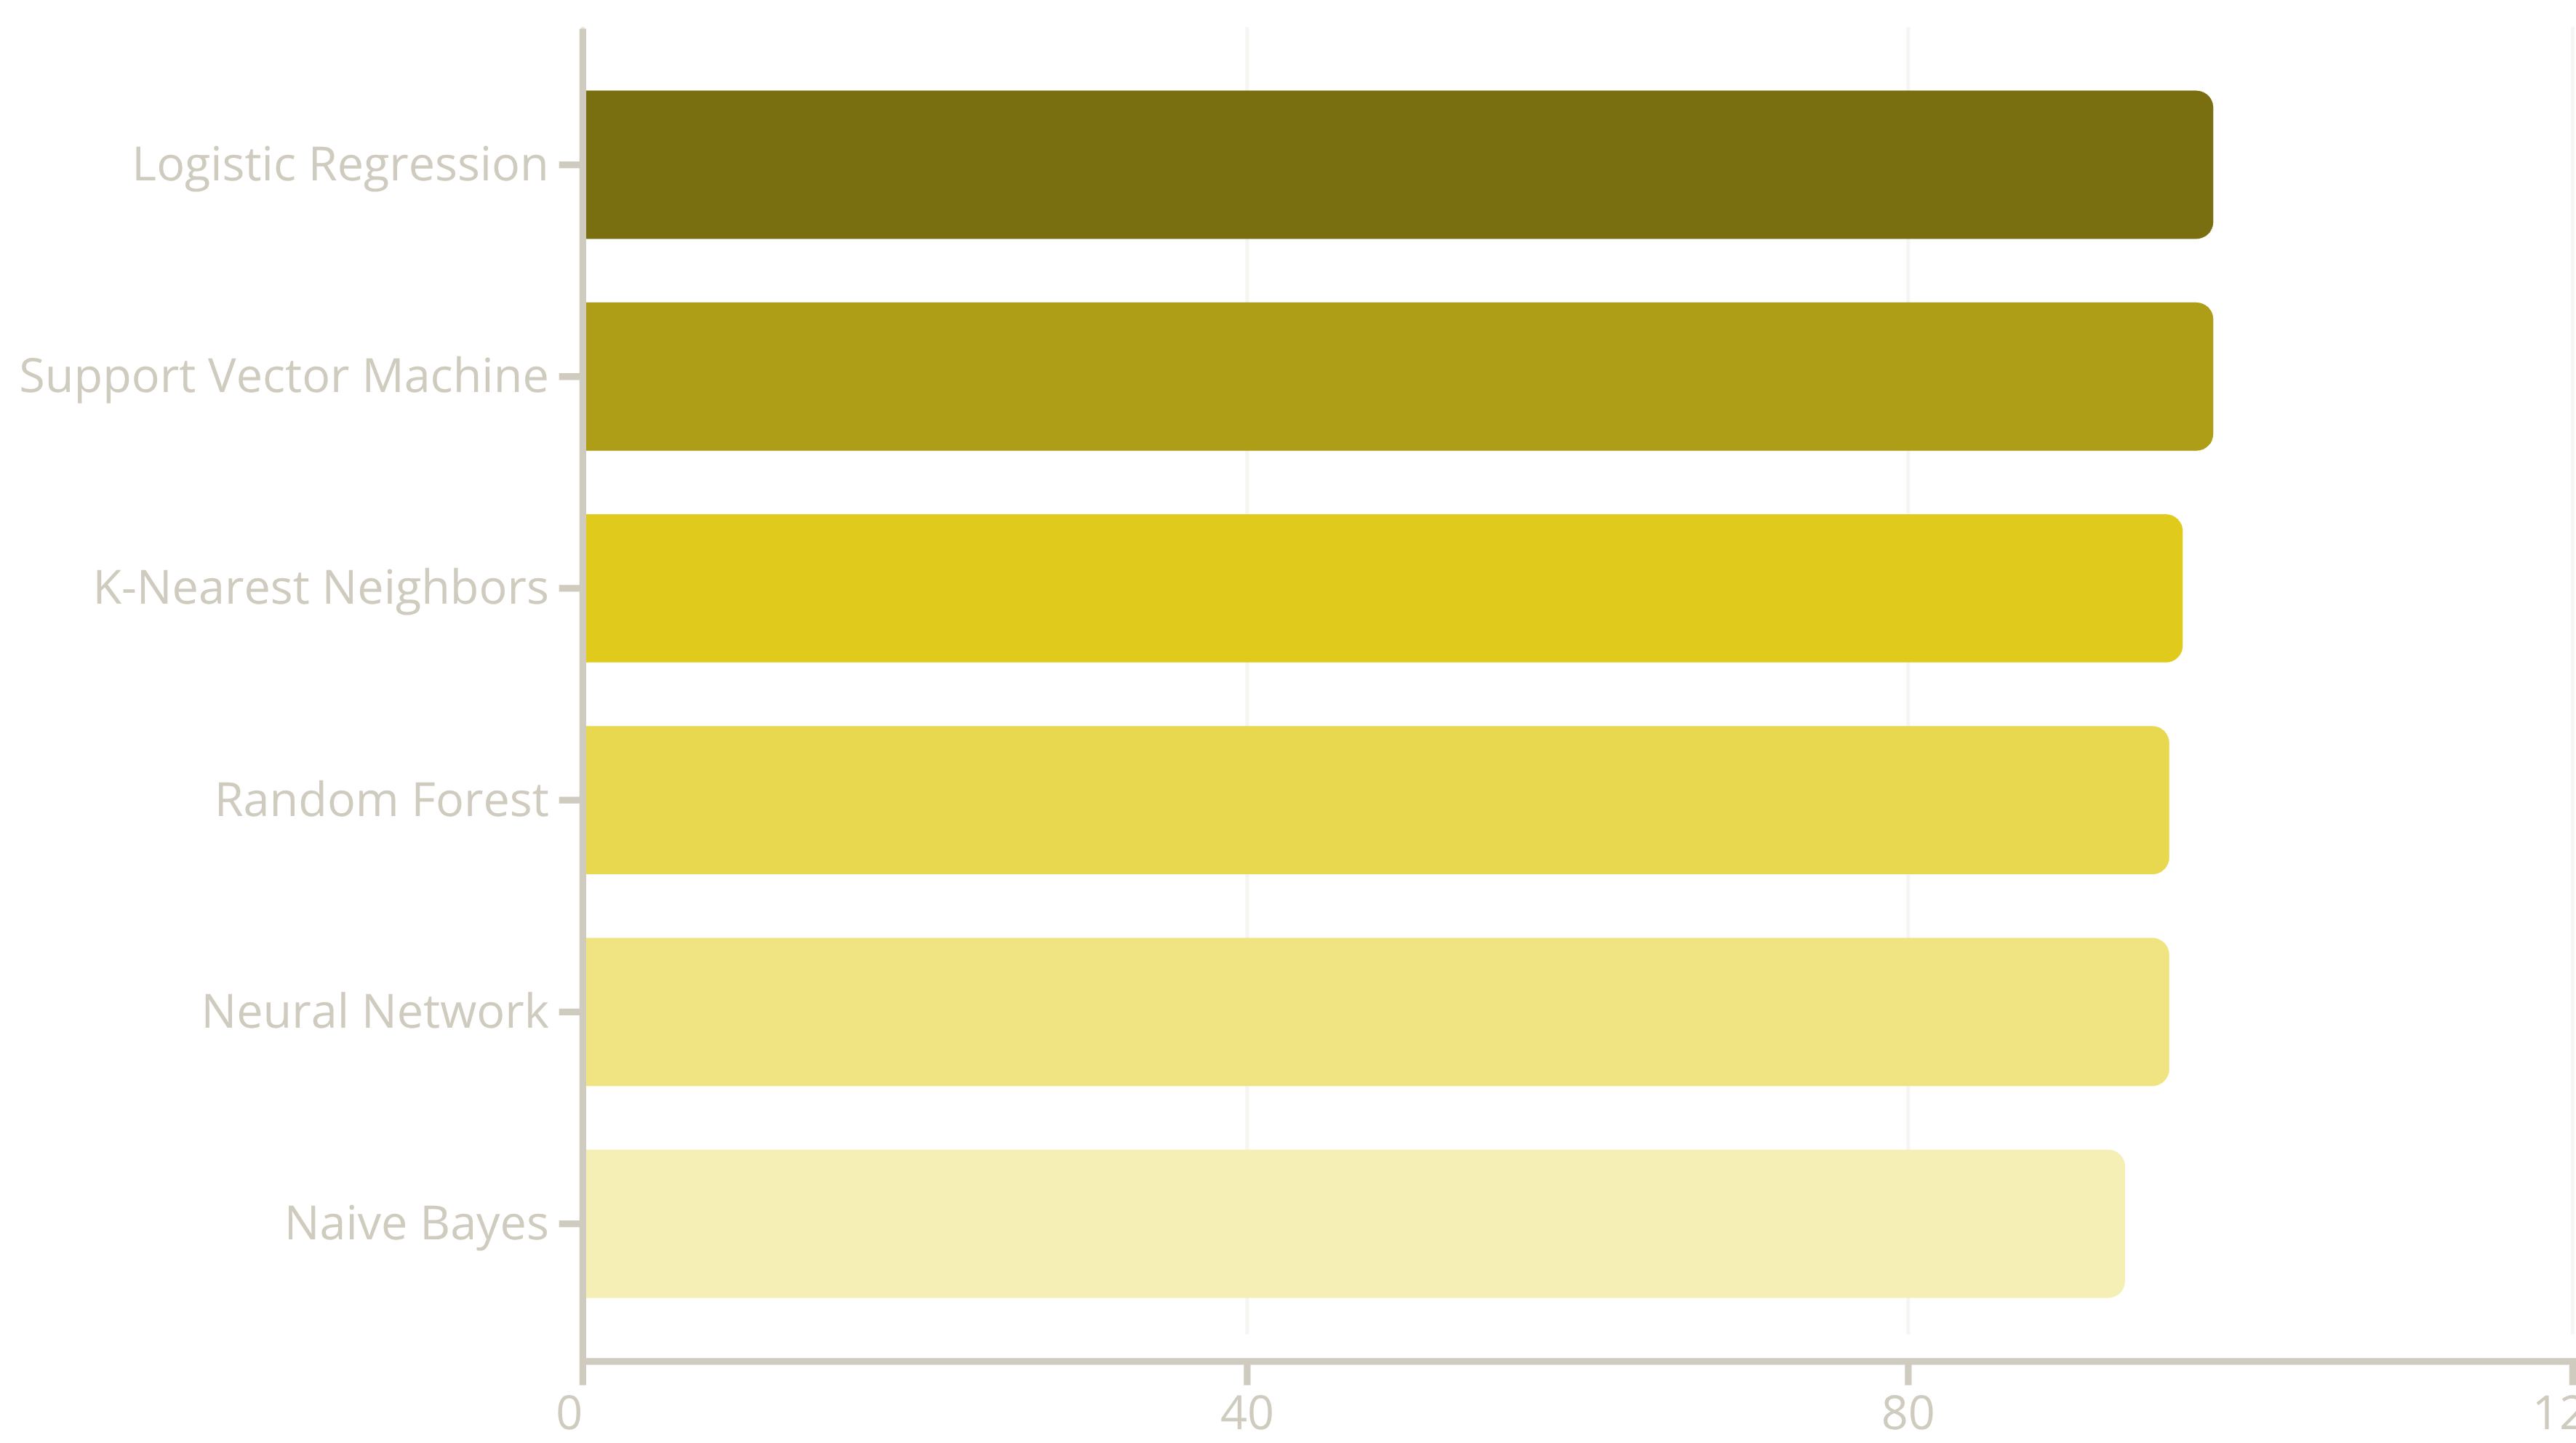 Logistic Regression
Support Vector Machine
K-Nearest Neighbors
Random Forest
Neural Network
Naive Bayes
0 40 80